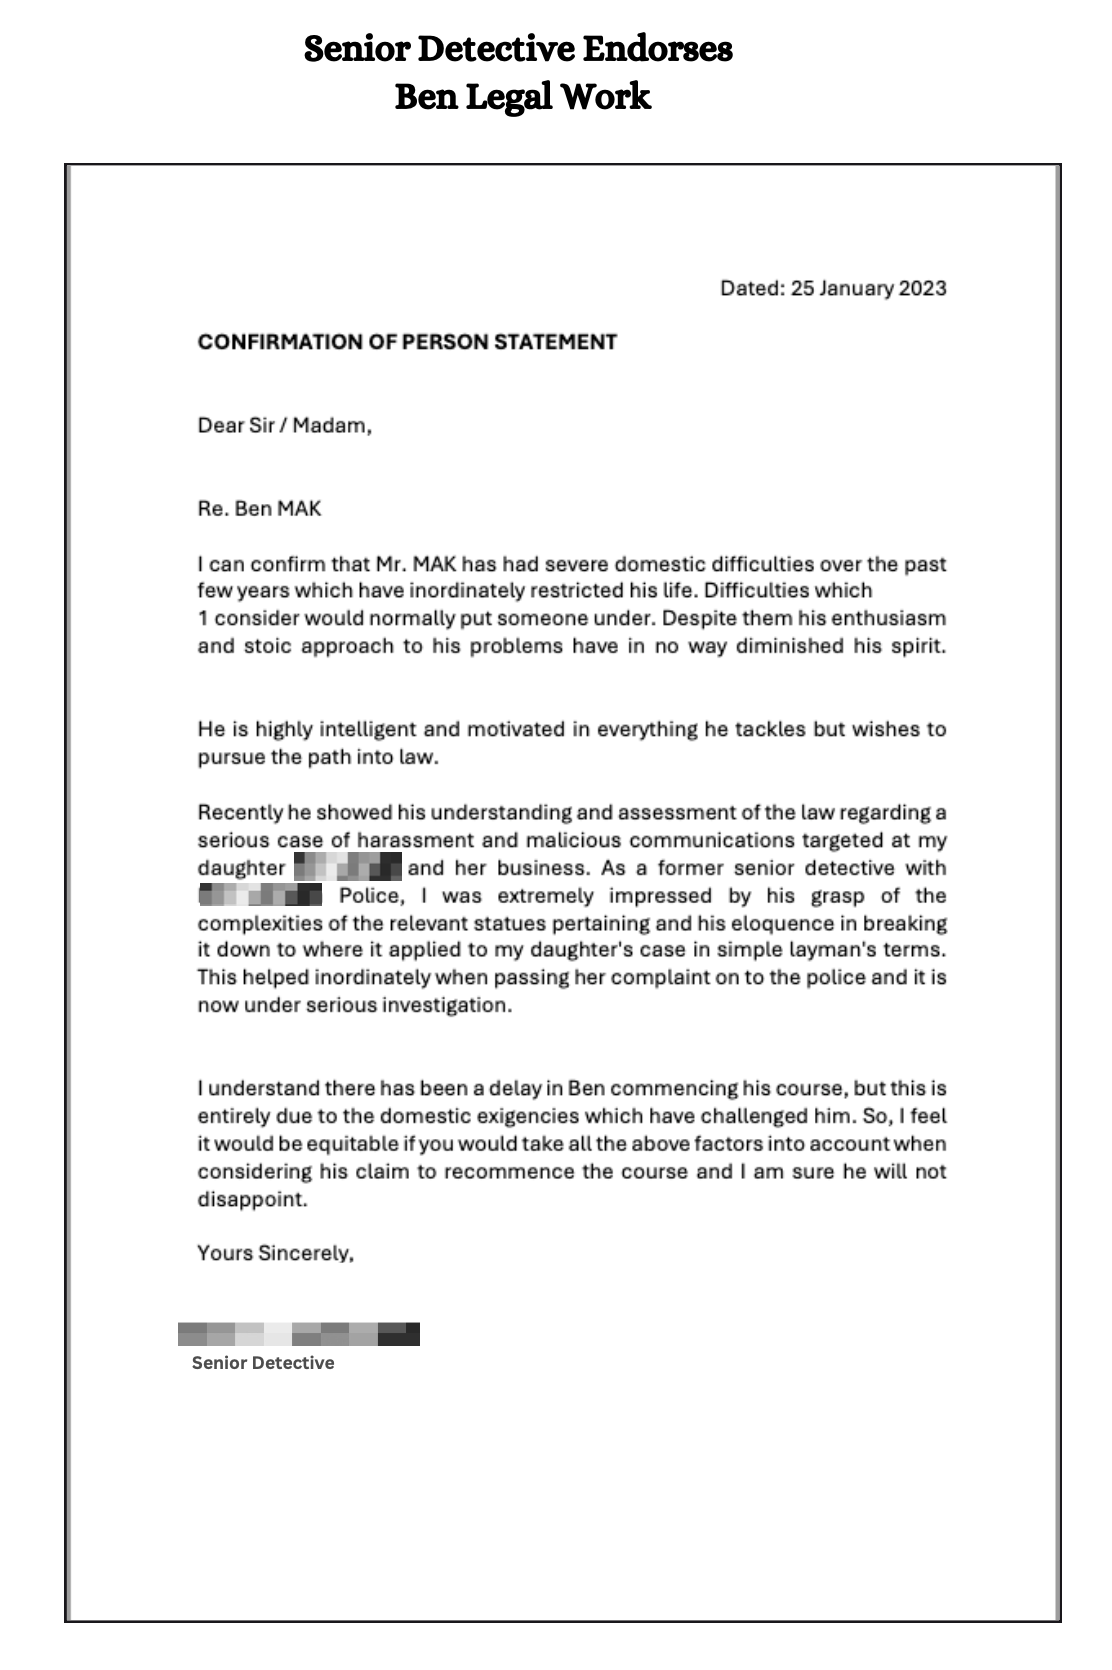 Senior Detective Endorses
Ben Legal Work
Dated: 25 January 2023
CONFIRMATION OF PERSON STATEMENT
Dear Sir / Madam,
Re. Ben MAK
I can confirm that Mr. MAK has had severe domestic difficulties over the past
few years which have inordinately restricted his life. Difficulties which
1 consider would normally put someone under. Despite them his enthusiasm
and stoic approach to his problems have in no way diminished his spirit.
He is highly intelligent and motivated in everything he tackles but wishes to
pursue the path into law.
Recently he showed his understanding and assessment of the law regarding a
serious case of harassment and malicious communications targeted at my
daughter and her business. As a former senior detective with
Police, I was extremely impressed by his grasp of the
complexities of the relevant statues pertaining and his eloquence in breaking
it down to where it applied to my daughter's case in simple layman's terms.
This helped inordinately when passing her complaint on to the police and it is
now under serious investigation.
I understand there has been a delay in Ben commencing his course, but this is
entirely due to the domestic exigencies which have challenged him. So, I feel
it would be equitable if you would take all the above factors into account when
considering his claim to recommence the course and I am sure he will not
disappoint.
Yours Sincerely,
Senior Detective